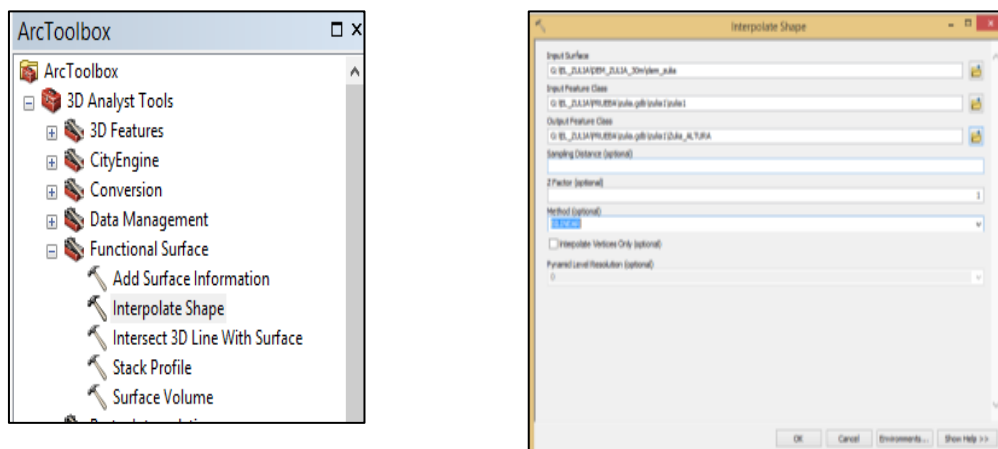 ArcToolbox
ArcToolbox
3D Analyst Tools
3D Features
CityEngine
Conversion
Data Management
Functional Surface
Add Surface Information
Interpolate Shape
Intersect 3D Line With Surface
Stack Profile
Surface Volume
Interpolate Shape
Input Surface
Input Feature Class
Output Feature Class
Sampling Distance (optional)
Z Factor (optional)
1
Method (optional)
Interpolate Vertices Only (optional)
Pyramid Level Resolution (optional)
0
OK
Cancel
Environments...
Show Help >>